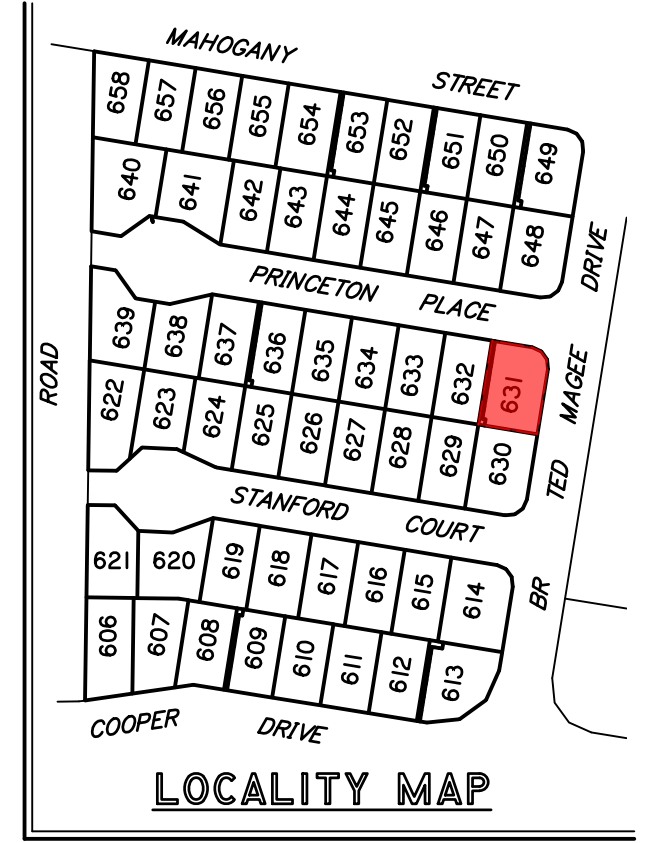 MAHOGANY STREET
658 657 656 655 654 653 652 651 650 649
640 641 642 643 644 645 646 647 648
DRIVE
PRINCETON PLACE
639 638 637 636 635 634 633 632 631
ROAD
MAGEE
622 623 624 625 626 627 628 629 630
TED
STANFORD COURT
621 620 619 618 617 616 615 614
BR
606 607 608 609 610 611 612 613
COOPER DRIVE
LOCALITY MAP